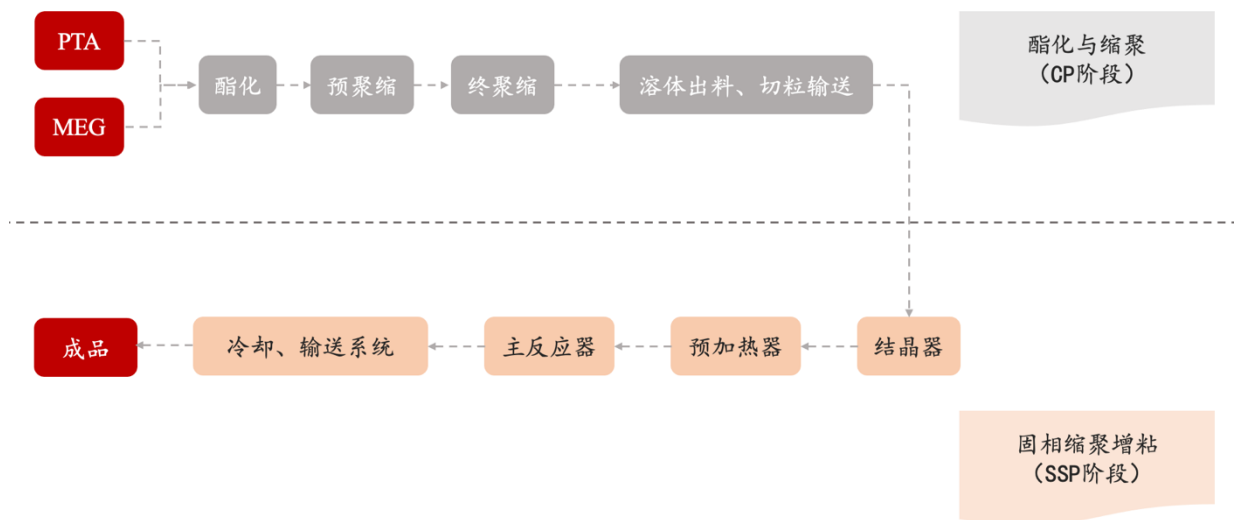 PTA
MEG
酯化
预聚缩
终聚缩
溶体出料、切粒输送
酯化与缩聚
（CP阶段）
成品
冷却、输送系统
主反应器
预加热器
结晶器
固相缩聚增粘
（SSP阶段）